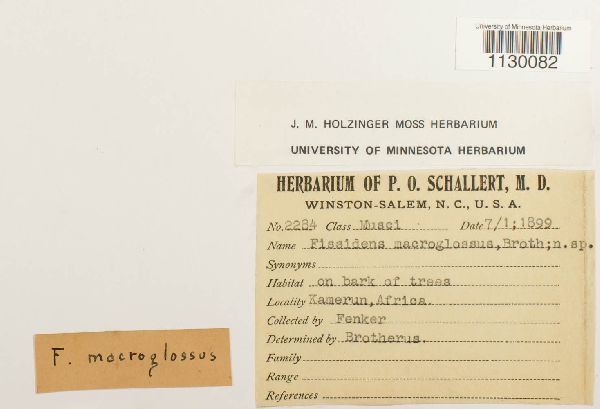 University of Minnesota Herbarium
1130082
J. M. HOLZINGER MOSS HERBARIUM
UNIVERSITY OF MINNESOTA HERBARIUM
HERBARIUM OF P. O. SCHALLERT, M. D.
WINSTON-SALEM, N. C., U. S. A.
No. 2284 Class Musci Date 7/1;1899
Name Fissidens macroglossus,Broth;n.sp.
Synonyms
Habitat on bark of trees
Locality Kamerun,Africa
Collected by Fenker
Determined by Brotherus.
Family
Range
References
F. macroglossus